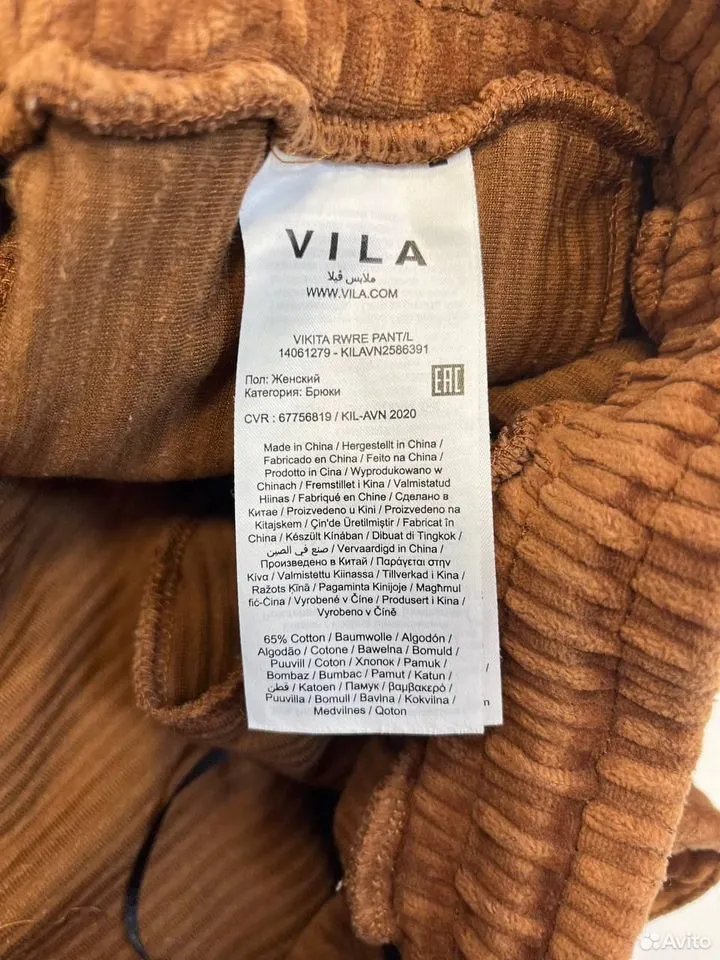 VILA
ملابس ڤيلا
WWW.VILA.COM
VIKITA RWRE PANT/L
14061279 - KILAVN2586391
Пол: Женский
Категория: Брюки
EAC
CVR : 67756819 / KIL-AVN 2020
Made in China / Hergestellt in China /
Fabricado en China / Feito na China /
Prodotto in Cina / Wyprodukowano w
Chinach / Fremstillet i Kina / Valmistatud
Hiinas / Fabriqué en Chine / Сделано в
Китае / Proizvedeno u Kini / Proizvedeno na
Kitajskem / Çin'de Üretilmiştir / Fabricat în
China / Készült Kínában / Dibuat di Tingkok /
صنع في الصين / Vervaardigd in China /
Произведено в Китай / Παράγεται στην
Κίνα / Valmistettu Kiinassa / Tillverkad i Kina /
Ražots Ķīnā / Pagaminta Kinijoje / Magħmul
fiċ-Ċina / Vyrobené v Číne / Produsert i Kina /
Vyrobeno v Číně
65% Cotton / Baumwolle / Algodón /
Algodão / Cotone / Bawełna / Bomuld /
Puuvill / Coton / Хлопок / Pamuk /
Bombaz / Bumbac / Pamut / Katun /
قطن / Katoen / Памук / βαμβακερό /
Puuvilla / Bomull / Bavlna / Kokvilna /
Medvilnes / Qoton
m
Avito